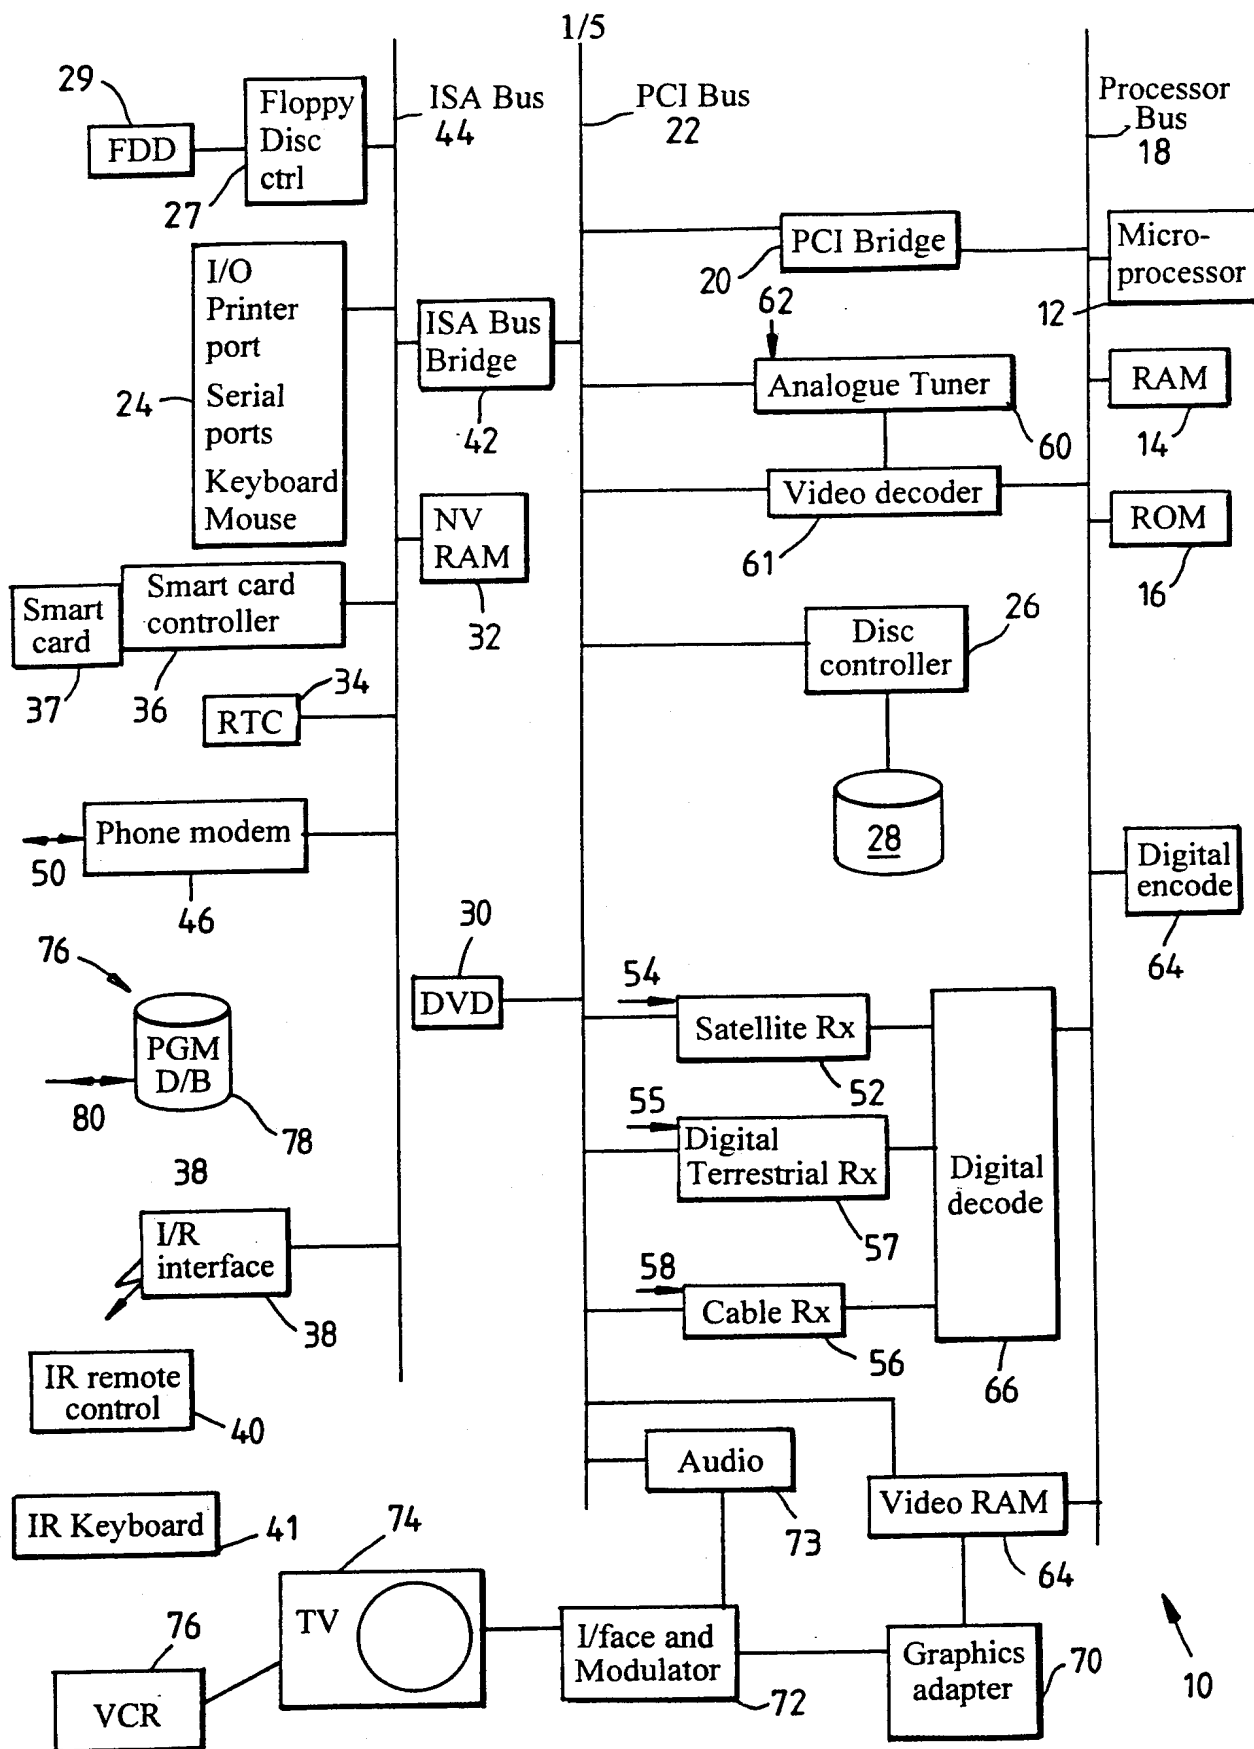 1/5
29
FDD
Floppy
Disc
ctrl
27
ISA Bus
44
PCI Bus
22
Processor
Bus
18
I/O
Printer
port
Serial
ports
Keyboard
Mouse
24
ISA Bus
Bridge
42
PCI Bridge
20
Micro-
processor
12
62
Analogue Tuner
60
RAM
14
Video decoder
61
ROM
16
NV
RAM
32
Smart
card
37
Smart card
controller
36
Disc
controller
26
34
RTC
28
Phone modem
50
46
Digital
encode
64
76
PGM
D/B
80
78
30
DVD
54
Satellite Rx
52
55
Digital
Terrestrial Rx
57
58
Cable Rx
56
Digital
decode
66
38
I/R
interface
38
IR remote
control
40
IR Keyboard
41
Audio
73
Video RAM
64
74
TV
76
VCR
I/face and
Modulator
72
Graphics
adapter
70
10